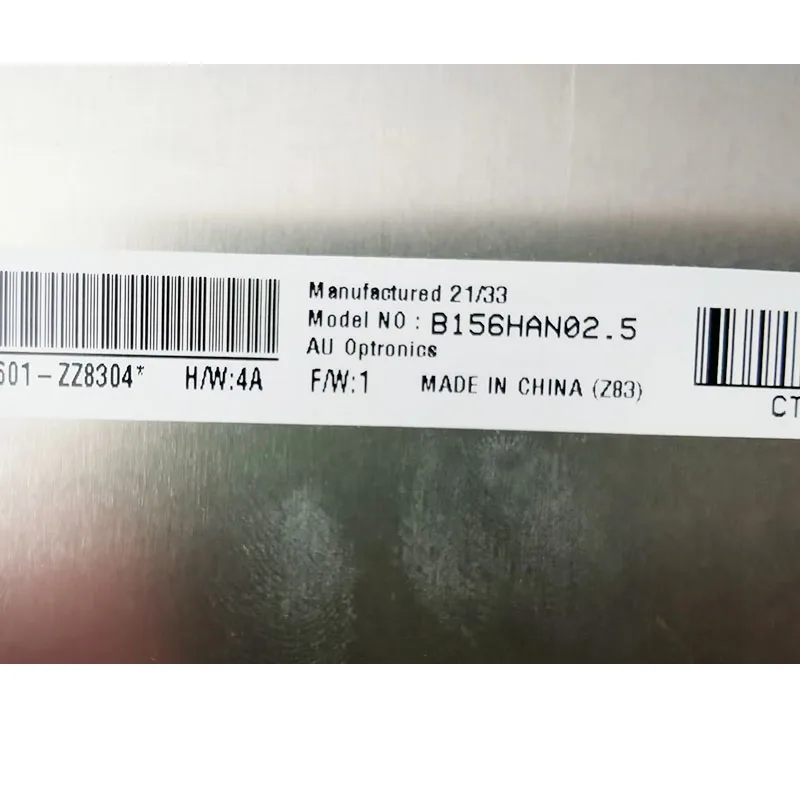 Manufactured 21/33
Model NO : B156HAN02.5
AU Optronics
601-ZZ8304* H/W:4A F/W:1 MADE IN CHINA (Z83)
CT